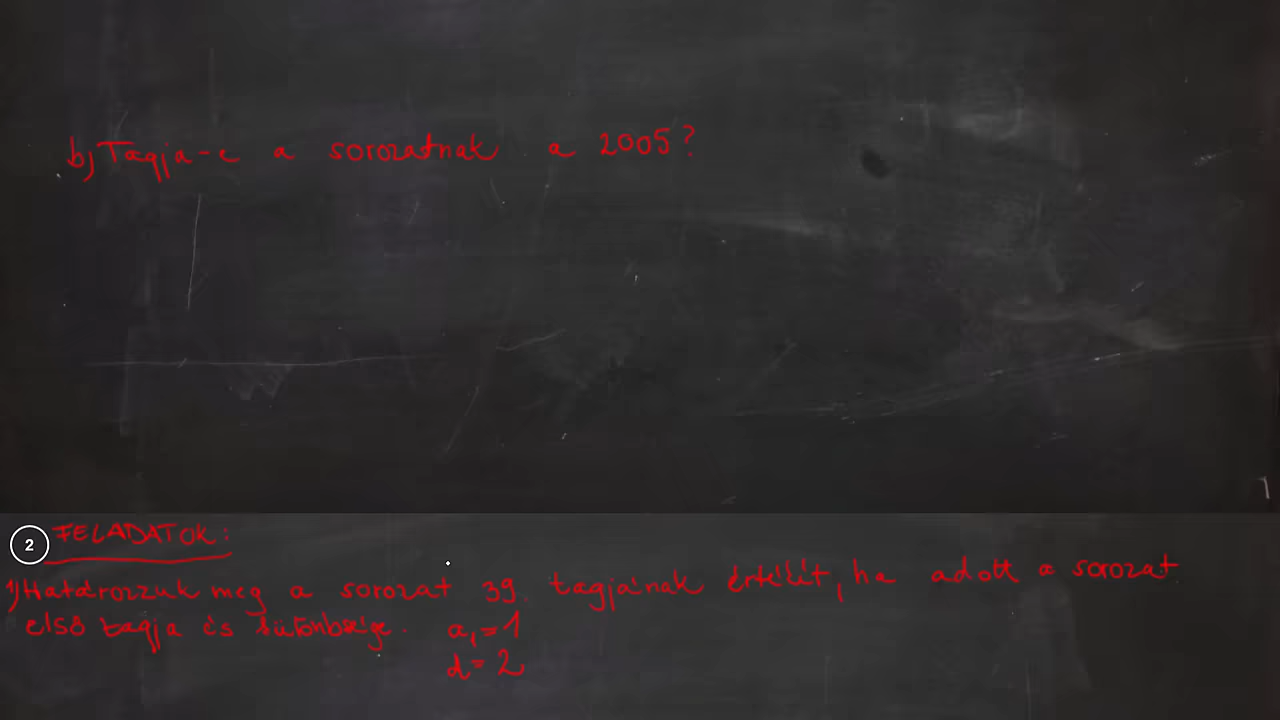 b) Tagja-e a sorozatnak a 2005?
1
2 FELADATOK:
1) Határozzuk meg a sorozat 39. tagjának értékét, ha adott a sorozat
első tagja és különbsége. a₁=1
d=2